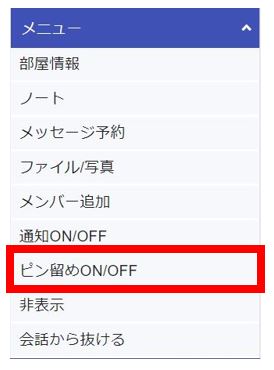 メニュー
部屋情報
ノート
メッセージ予約
ファイル/写真
メンバー追加
通知ON/OFF
ピン留めON/OFF
非表示
会話から抜ける